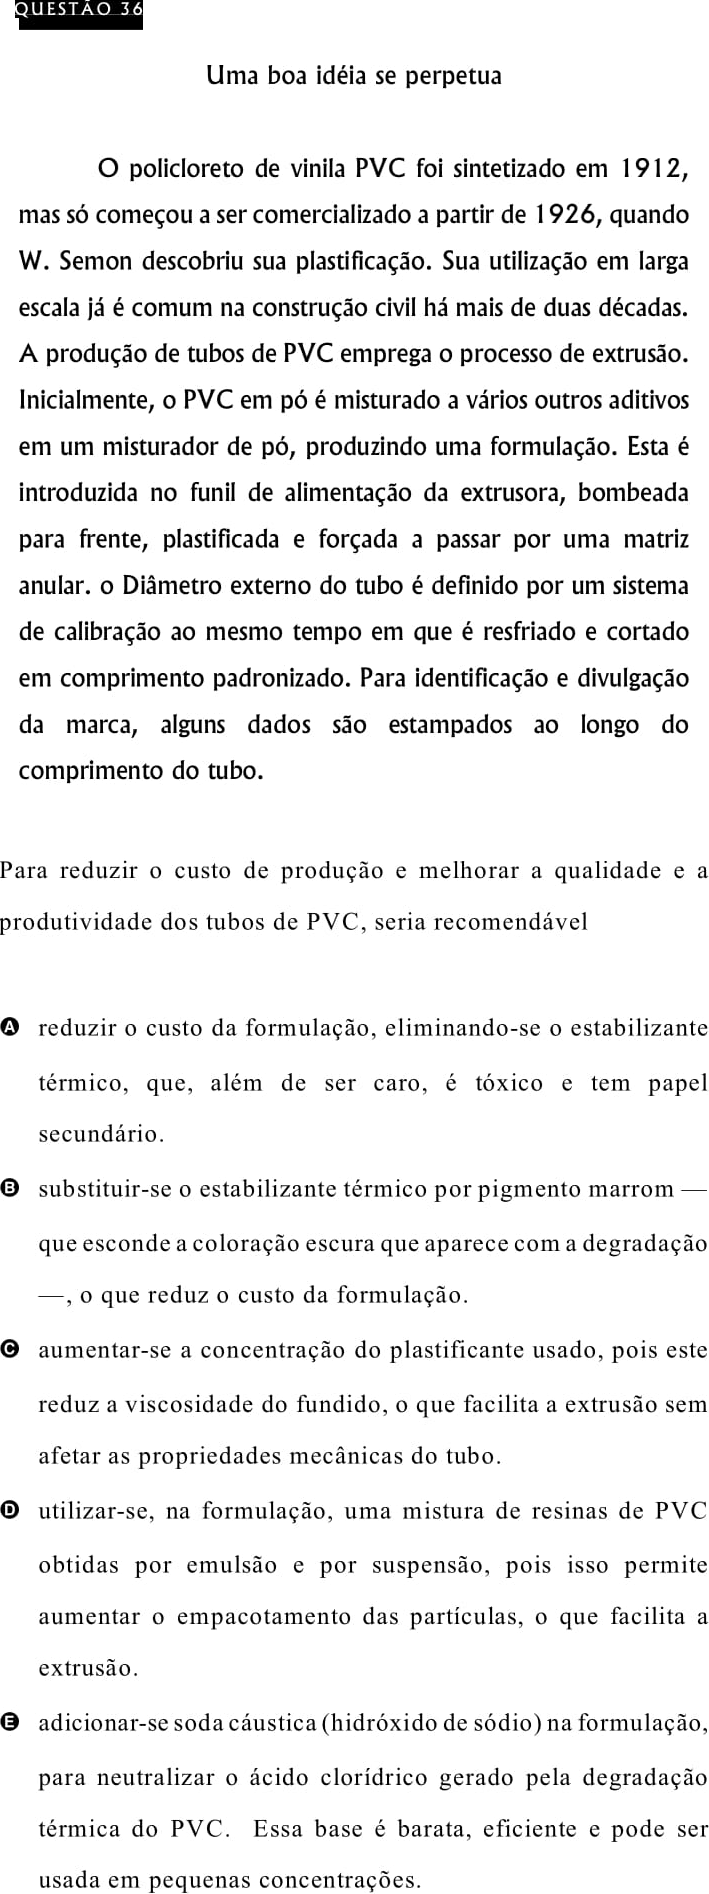 QUESTÃO 36
Uma boa idéia se perpetua
O policloreto de vinila PVC foi sintetizado em 1912,
mas só começou a ser comercializado a partir de 1926, quando
W. Semon descobriu sua plastificação. Sua utilização em larga
escala já é comum na construção civil há mais de duas décadas.
A produção de tubos de PVC emprega o processo de extrusão.
Inicialmente, o PVC em pó é misturado a vários outros aditivos
em um misturador de pó, produzindo uma formulação. Esta é
introduzida no funil de alimentação da extrusora, bombeada
para frente, plastificada e forçada a passar por uma matriz
anular. o Diâmetro externo do tubo é definido por um sistema
de calibração ao mesmo tempo em que é resfriado e cortado
em comprimento padronizado. Para identificação e divulgação
da marca, alguns dados são estampados ao longo do
comprimento do tubo.
Para reduzir o custo de produção e melhorar a qualidade e a
produtividade dos tubos de PVC, seria recomendável
A reduzir o custo da formulação, eliminando-se o estabilizante
térmico, que, além de ser caro, é tóxico e tem papel
secundário.
B substituir-se o estabilizante térmico por pigmento marrom —
que esconde a coloração escura que aparece com a degradação
—, o que reduz o custo da formulação.
C aumentar-se a concentração do plastificante usado, pois este
reduz a viscosidade do fundido, o que facilita a extrusão sem
afetar as propriedades mecânicas do tubo.
D utilizar-se, na formulação, uma mistura de resinas de PVC
obtidas por emulsão e por suspensão, pois isso permite
aumentar o empacotamento das partículas, o que facilita a
extrusão.
E adicionar-se soda cáustica (hidróxido de sódio) na formulação,
para neutralizar o ácido clorídrico gerado pela degradação
térmica do PVC. Essa base é barata, eficiente e pode ser
usada em pequenas concentrações.